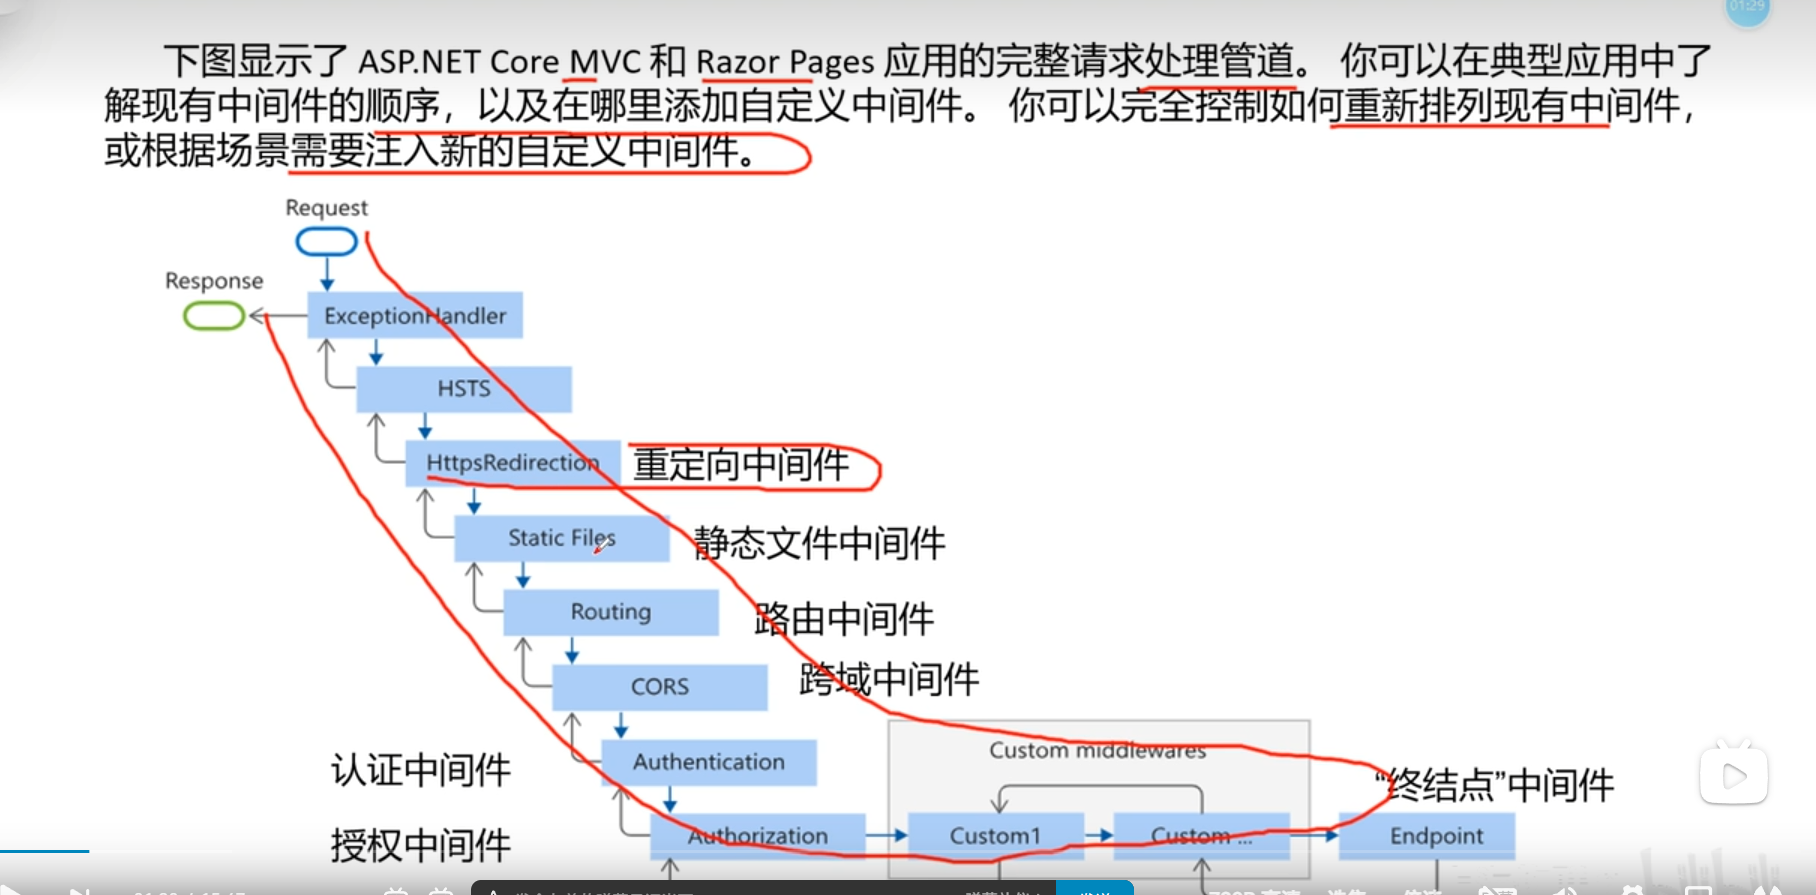 01:29
下图显示了 ASP.NET Core MVC 和 Razor Pages 应用的完整请求处理管道。 你可以在典型应用中了
解现有中间件的顺序，以及在哪里添加自定义中间件。 你可以完全控制如何重新排列现有中间件，
或根据场景需要注入新的自定义中间件。
Request
Response
ExceptionHandler
HSTS
HttpsRedirection 重定向中间件
Static Files 静态文件中间件
Routing 路由中间件
CORS 跨域中间件
认证中间件 Authentication
Custom middlewares
“终结点”中间件
授权中间件 Authorization Custom1 Custom ... Endpoint